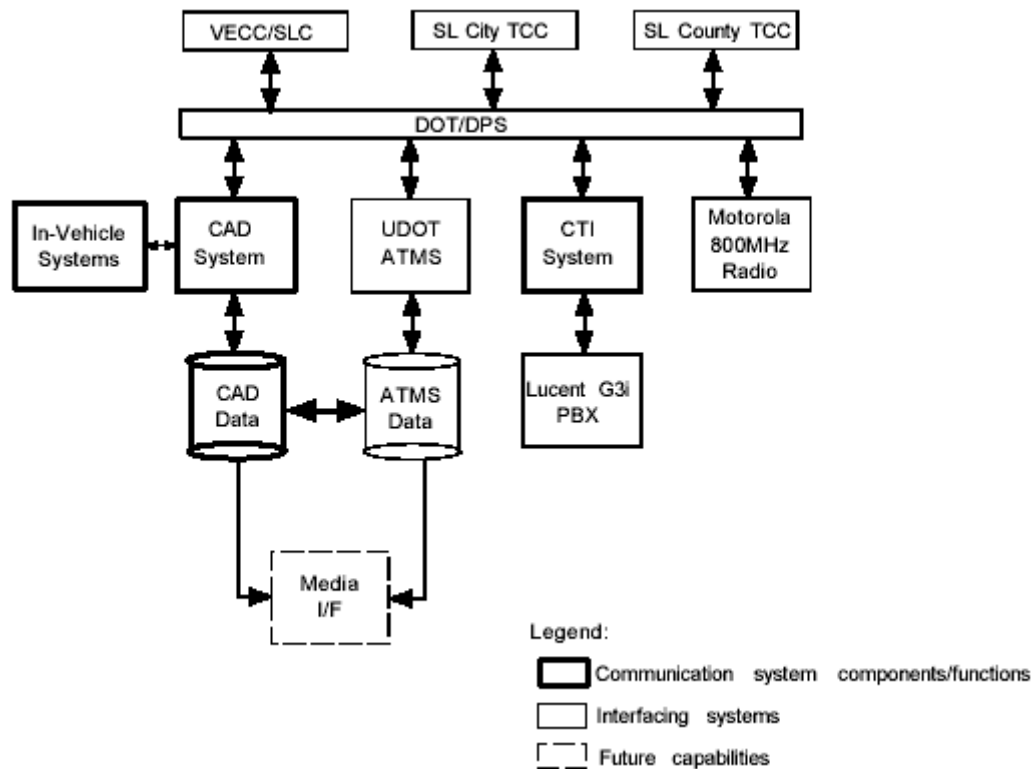 VECC/SLC
SL City TCC
SL County TCC
DOT/DPS
In-Vehicle
Systems
CAD
System
UDOT
ATMS
CTI
System
Motorola
800MHz
Radio
CAD
Data
ATMS
Data
Lucent G3i
PBX
Media
I/F
Legend:
Communication system components/functions
Interfacing systems
Future capabilities